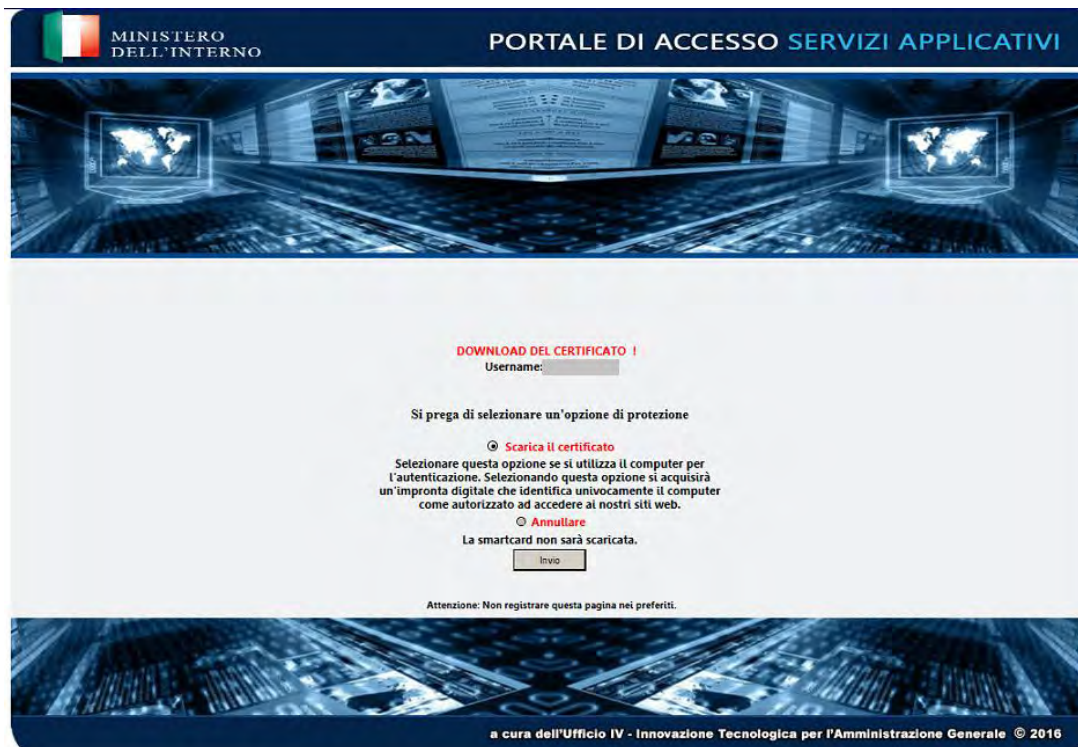 MINISTERO
DELL'INTERNO
PORTALE DI ACCESSO SERVIZI APPLICATIVI
DOWNLOAD DEL CERTIFICATO !
Username:
Si prega di selezionare un'opzione di protezione
Scarica il certificato
Selezionare questa opzione se si utilizza il computer per
l'autenticazione. Selezionando questa opzione si acquisirà
un'impronta digitale che identifica univocamente il computer
come autorizzato ad accedere ai nostri siti web.
Annullare
La smartcard non sarà scaricata.
Invio
Attenzione: Non registrare questa pagina nei preferiti.
a cura dell'Ufficio IV - Innovazione Tecnologica per l'Amministrazione Generale © 2016